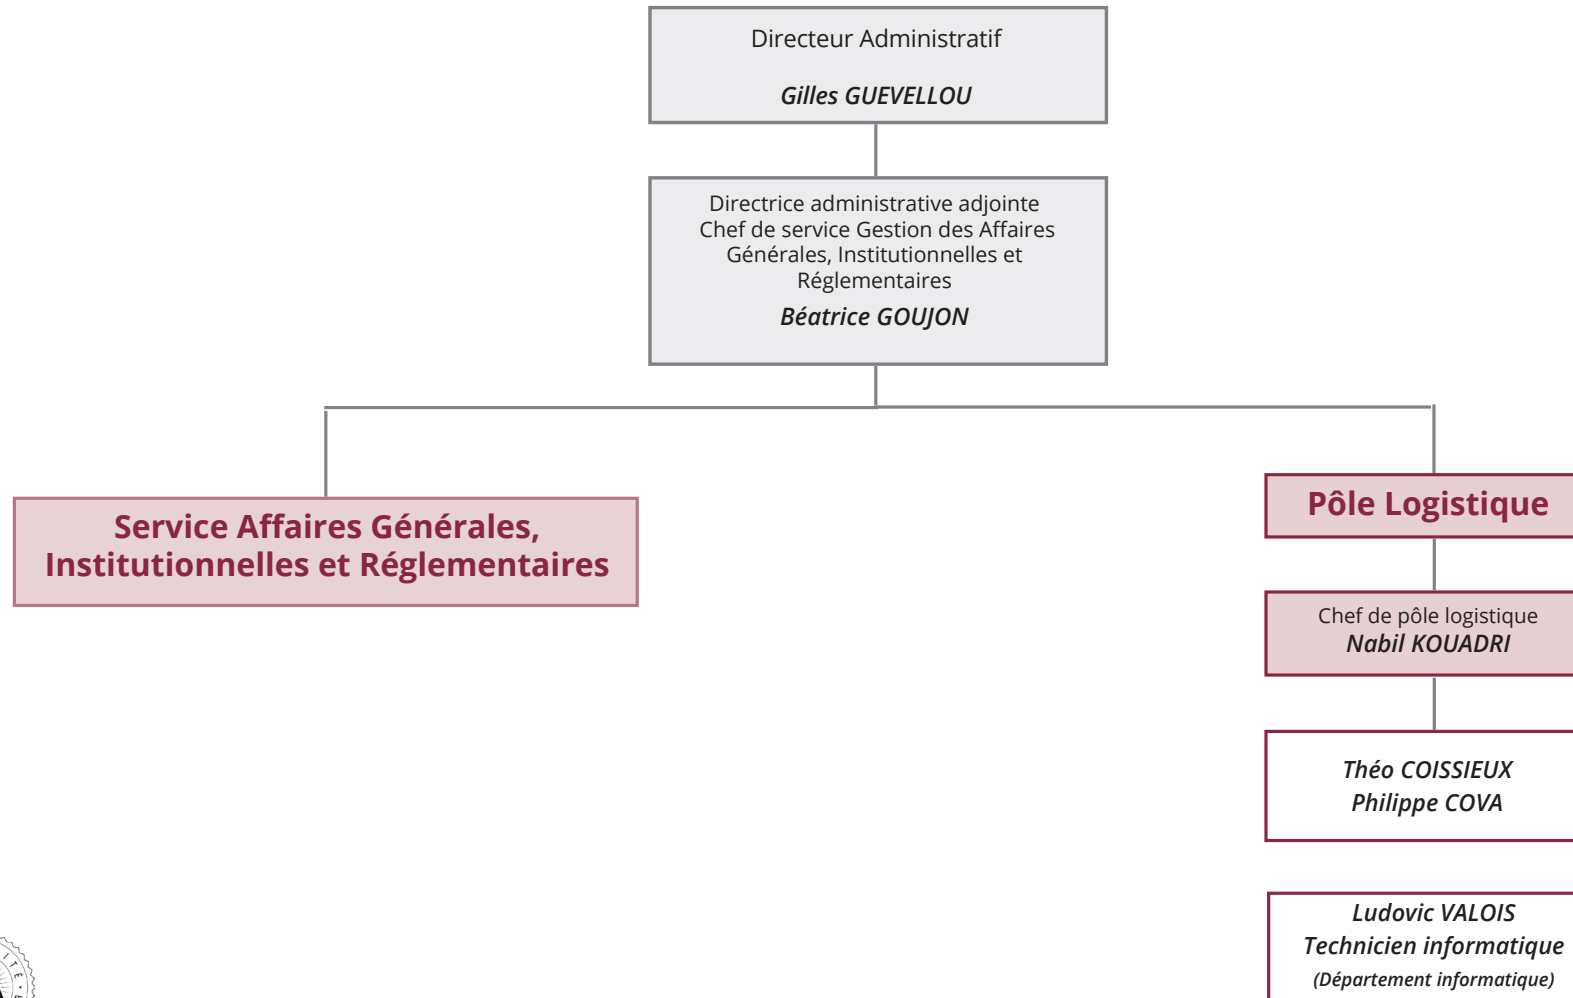 Directeur Administratif
Gilles GUEVELLOU
Directrice administrative adjointe
Chef de service Gestion des Affaires
Générales, Institutionnelles et
Réglementaires
Béatrice GOUJON
Service Affaires Générales,
Institutionnelles et Réglementaires
Pôle Logistique
Chef de pôle logistique
Nabil KOUADRI
Théo COISSIEUX
Philippe COVA
Ludovic VALOIS
Technicien informatique
(Département informatique)